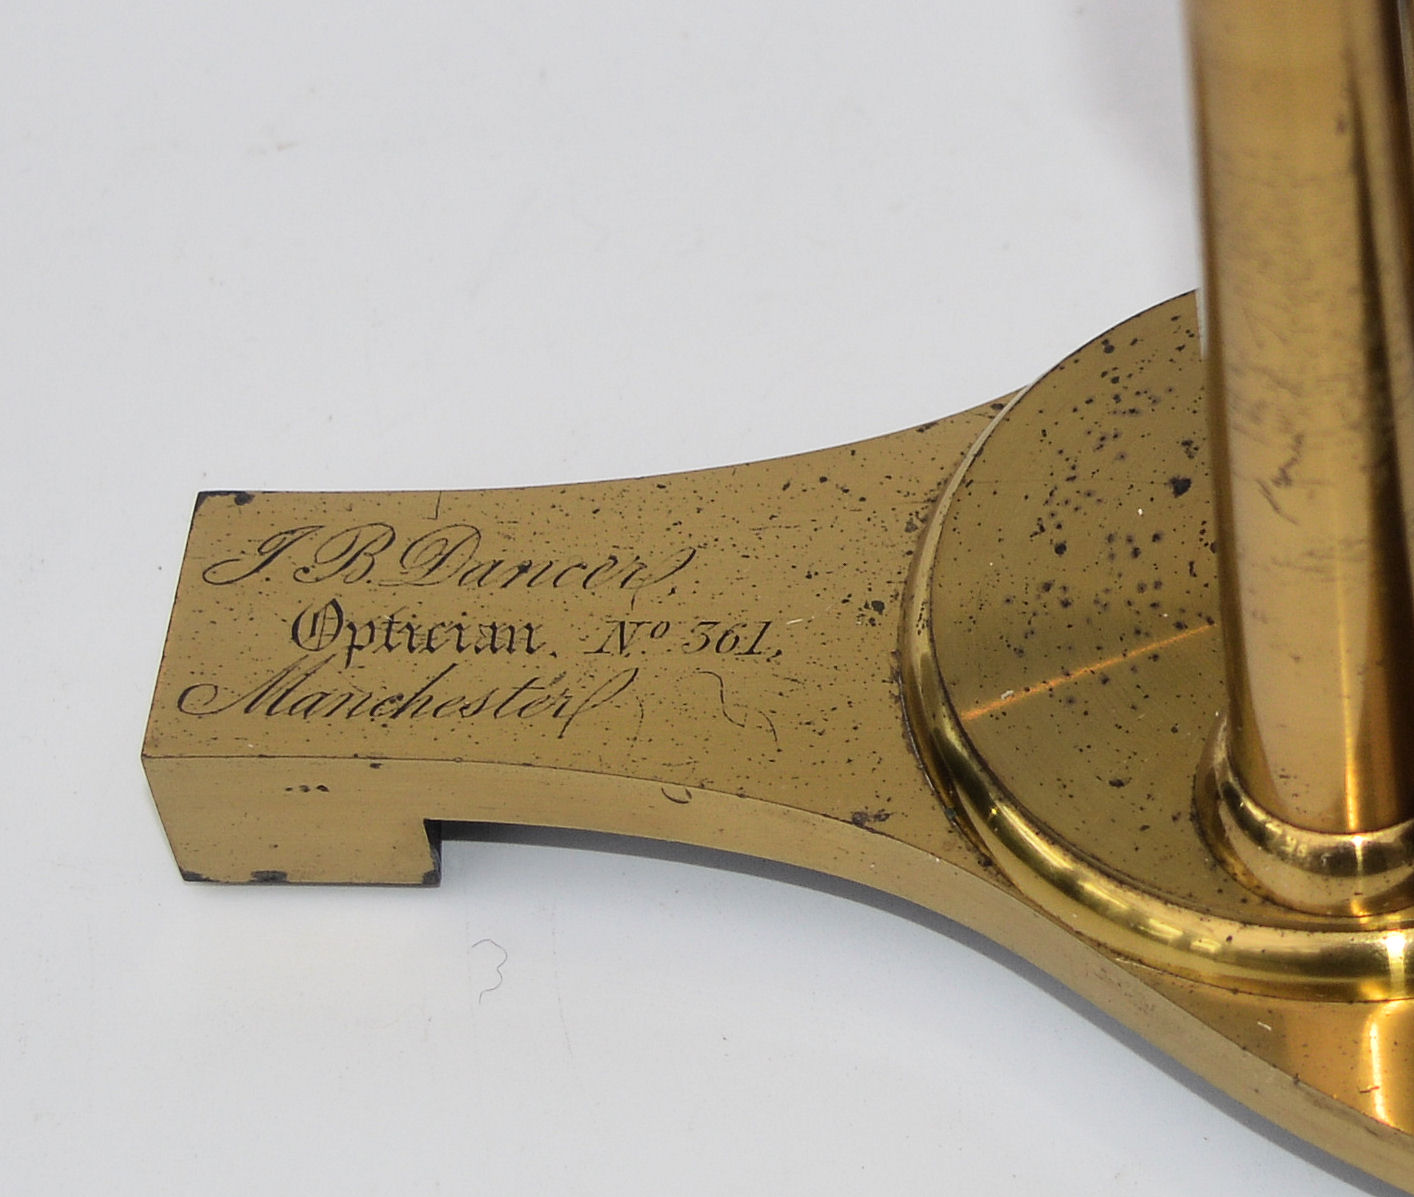 J. B. Dancer,
Optician. Nº 361,
Manchester